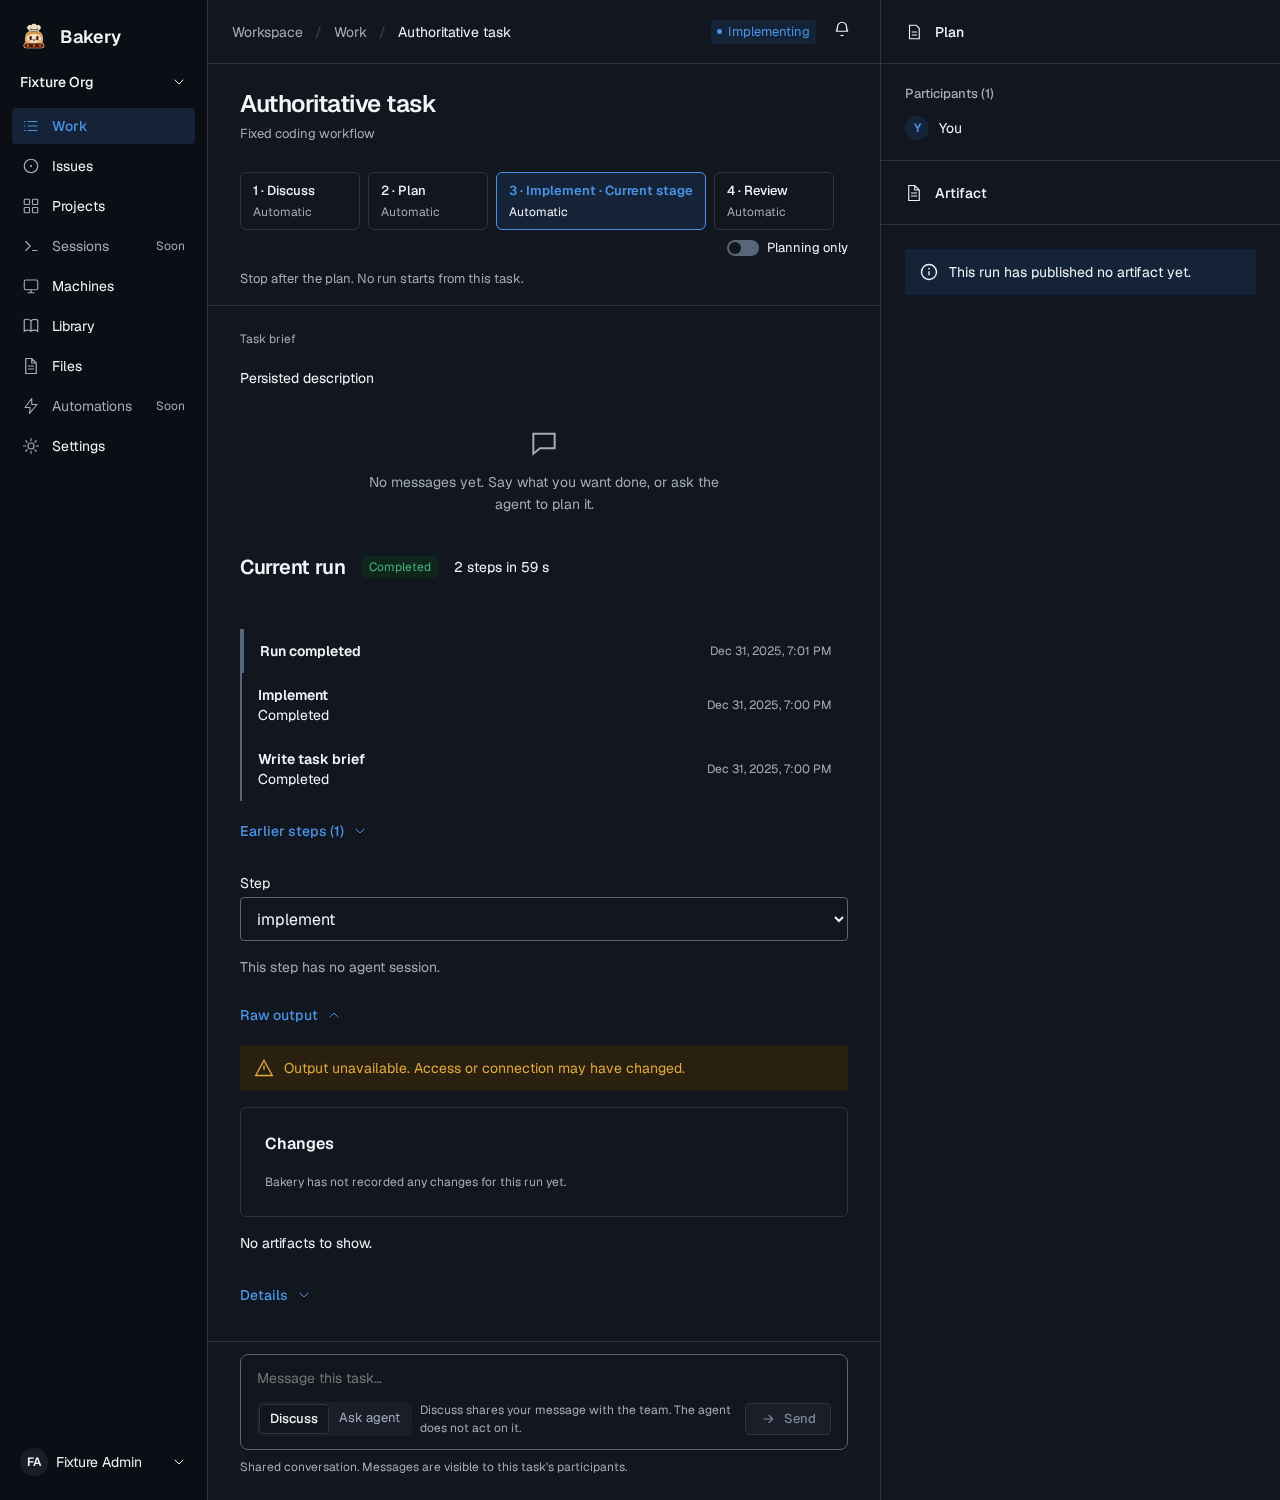 Bakery
Fixture Org
Work
Issues
Projects
Sessions Soon
Machines
Library
Files
Automations Soon
Settings
FA Fixture Admin
Workspace / Work / Authoritative task
Implementing
Authoritative task
Fixed coding workflow
1 · Discuss
Automatic
2 · Plan
Automatic
3 · Implement · Current stage
Automatic
4 · Review
Automatic
Planning only
Stop after the plan. No run starts from this task.
Task brief
Persisted description
No messages yet. Say what you want done, or ask the
agent to plan it.
Current run Completed 2 steps in 59 s
Run completed Dec 31, 2025, 7:01 PM
Implement
Completed
Dec 31, 2025, 7:00 PM
Write task brief
Completed
Dec 31, 2025, 7:00 PM
Earlier steps (1)
Step
implement
This step has no agent session.
Raw output
Output unavailable. Access or connection may have changed.
Changes
Bakery has not recorded any changes for this run yet.
No artifacts to show.
Details
Message this task...
Discuss Ask agent
Discuss shares your message with the team. The agent
does not act on it.
Send
Shared conversation. Messages are visible to this task's participants.
Plan
Participants (1)
Y You
Artifact
This run has published no artifact yet.